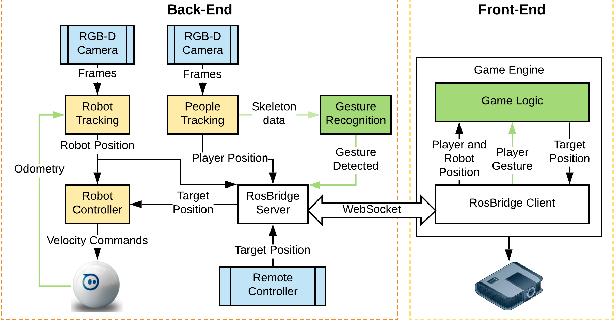 Back-End
Front-End
RGB-D
Camera
RGB-D
Camera
Frames
Frames
Game Engine
Robot
Tracking
People
Tracking
Skeleton
data
Gesture
Recognition
Game Logic
Robot Position
Player Position
Gesture
Detected
Player and
Robot
Position
Player
Gesture
Target
Position
Odometry
Robot
Controller
Target
Position
RosBridge
Server
WebSocket
RosBridge Client
Velocity Commands
Target Position
Remote
Controller